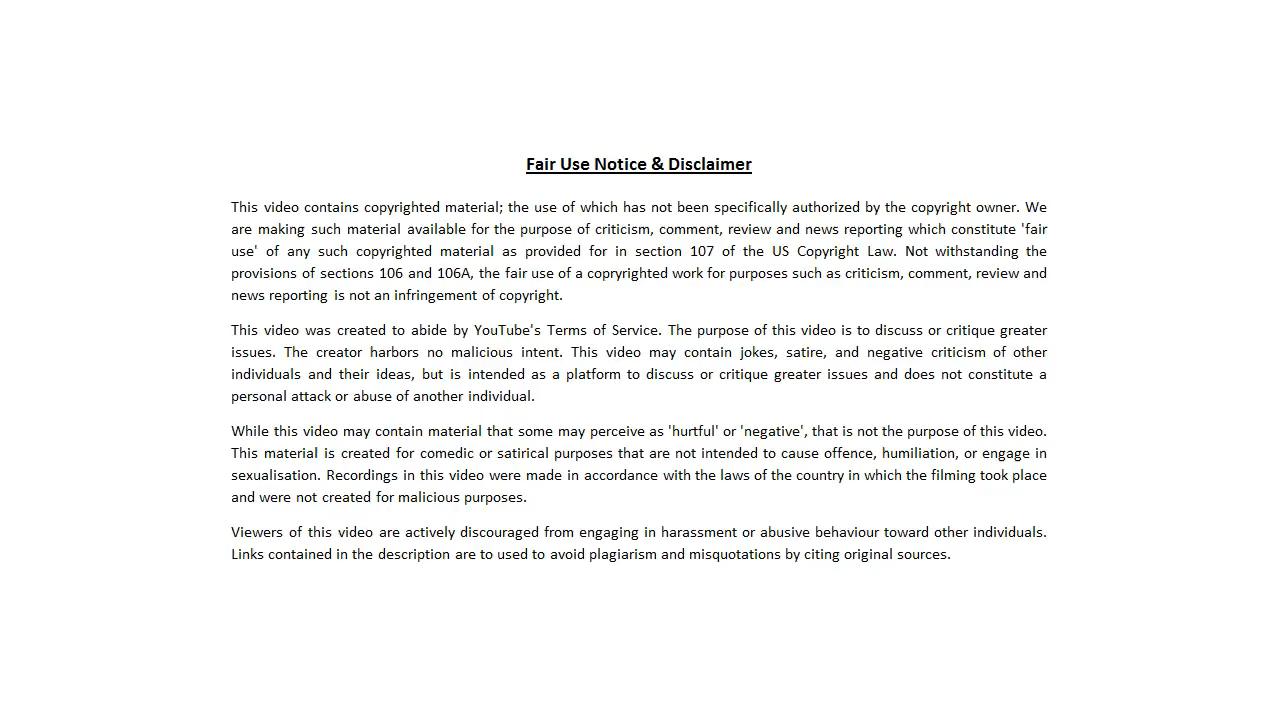 Fair Use Notice & Disclaimer
This video contains copyrighted material; the use of which has not been specifically authorized by the copyright owner. We
are making such material available for the purpose of criticism, comment, review and news reporting which constitute 'fair
use' of any such copyrighted material as provided for in section 107 of the US Copyright Law. Not withstanding the
provisions of sections 106 and 106A, the fair use of a copryrighted work for purposes such as criticism, comment, review and
news reporting is not an infringement of copyright.
This video was created to abide by YouTube's Terms of Service. The purpose of this video is to discuss or critique greater
issues. The creator harbors no malicious intent. This video may contain jokes, satire, and negative criticism of other
individuals and their ideas, but is intended as a platform to discuss or critique greater issues and does not constitute a
personal attack or abuse of another individual.
While this video may contain material that some may perceive as 'hurtful' or 'negative', that is not the purpose of this video.
This material is created for comedic or satirical purposes that are not intended to cause offence, humiliation, or engage in
sexualisation. Recordings in this video were made in accordance with the laws of the country in which the filming took place
and were not created for malicious purposes.
Viewers of this video are actively discouraged from engaging in harassment or abusive behaviour toward other individuals.
Links contained in the description are to used to avoid plagiarism and misquotations by citing original sources.